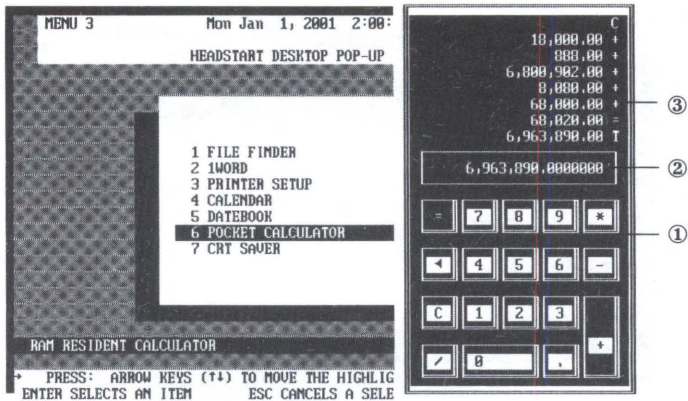 MENU 3 Mon Jan 1, 2001 2:00:
HEADSTART DESKTOP POP-UP
1 FILE FINDER
2 1WORD
3 PRINTER SETUP
4 CALENDAR
5 DATEBOOK
6 POCKET CALCULATOR
7 CRT SAVER
RAM RESIDENT CALCULATOR
PRESS: ARROW KEYS (↑↓) TO MOVE THE HIGHLIG
ENTER SELECTS AN ITEM ESC CANCELS A SELE
C
18,000.00 +
888.00 +
6,800,902.00 +
8,080.00 +
68,000.00 +
68,020.00 =
6,963,890.00 T
6,963,890.0000000
= 7 8 9 *
◄ 4 5 6 -
C 1 2 3
+
/ 0 .
③
②
①